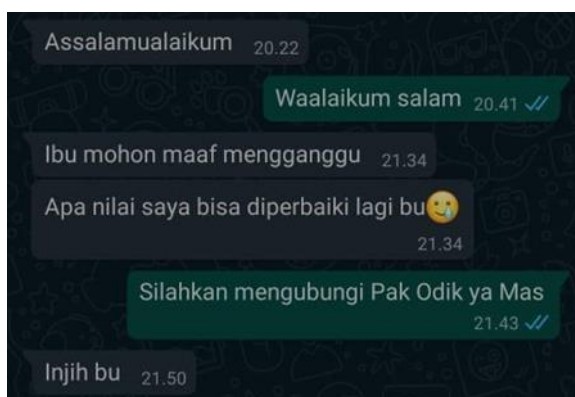 Assalamualaikum 20.22
Waalaikum salam 20.41
Ibu mohon maaf mengganggu 21.34
Apa nilai saya bisa diperbaiki lagi bu🥲
21.34
Silahkan mengubungi Pak Odik ya Mas
21.43
Injih bu 21.50